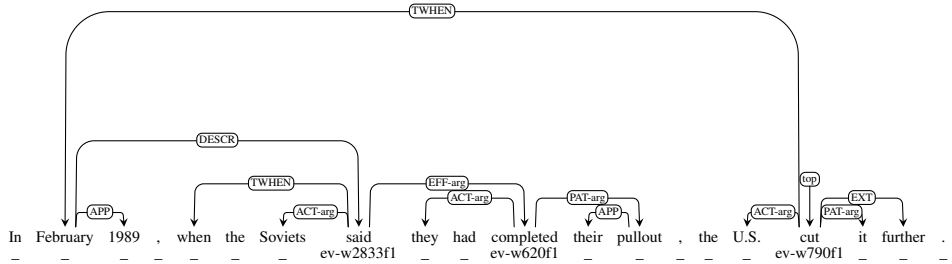 TWHEN
DESCR
TWHEN EFF-arg top
APP ACT-arg ACT-arg PAT-arg APP ACT-arg PAT-arg EXT
In February 1989 , when the Soviets said they had completed their pullout , the U.S. cut it further .
_ _ _ _ _ _ _ ev-w2833f1 _ _ ev-w620f1 _ _ _ _ _ ev-w790f1 _ _ _